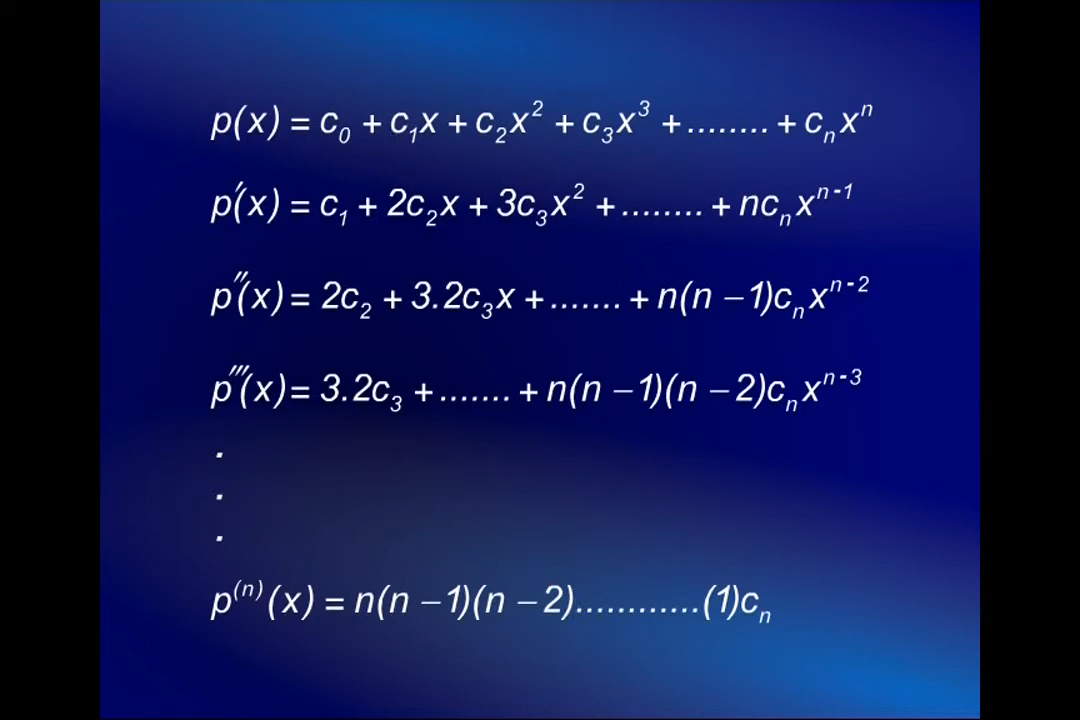 p(x) = c₀ + c₁x + c₂x² + c₃x³ + ........ + cₙxⁿ
p′(x) = c₁ + 2c₂x + 3c₃x² + ........ + ncₙxⁿ⁻¹
p″(x) = 2c₂ + 3.2c₃x + ....... + n(n − 1)cₙxⁿ⁻²
p‴(x) = 3.2c₃ + ....... + n(n − 1)(n − 2)cₙxⁿ⁻³
.
.
.
p⁽ⁿ⁾(x) = n(n − 1)(n − 2)............(1)cₙ